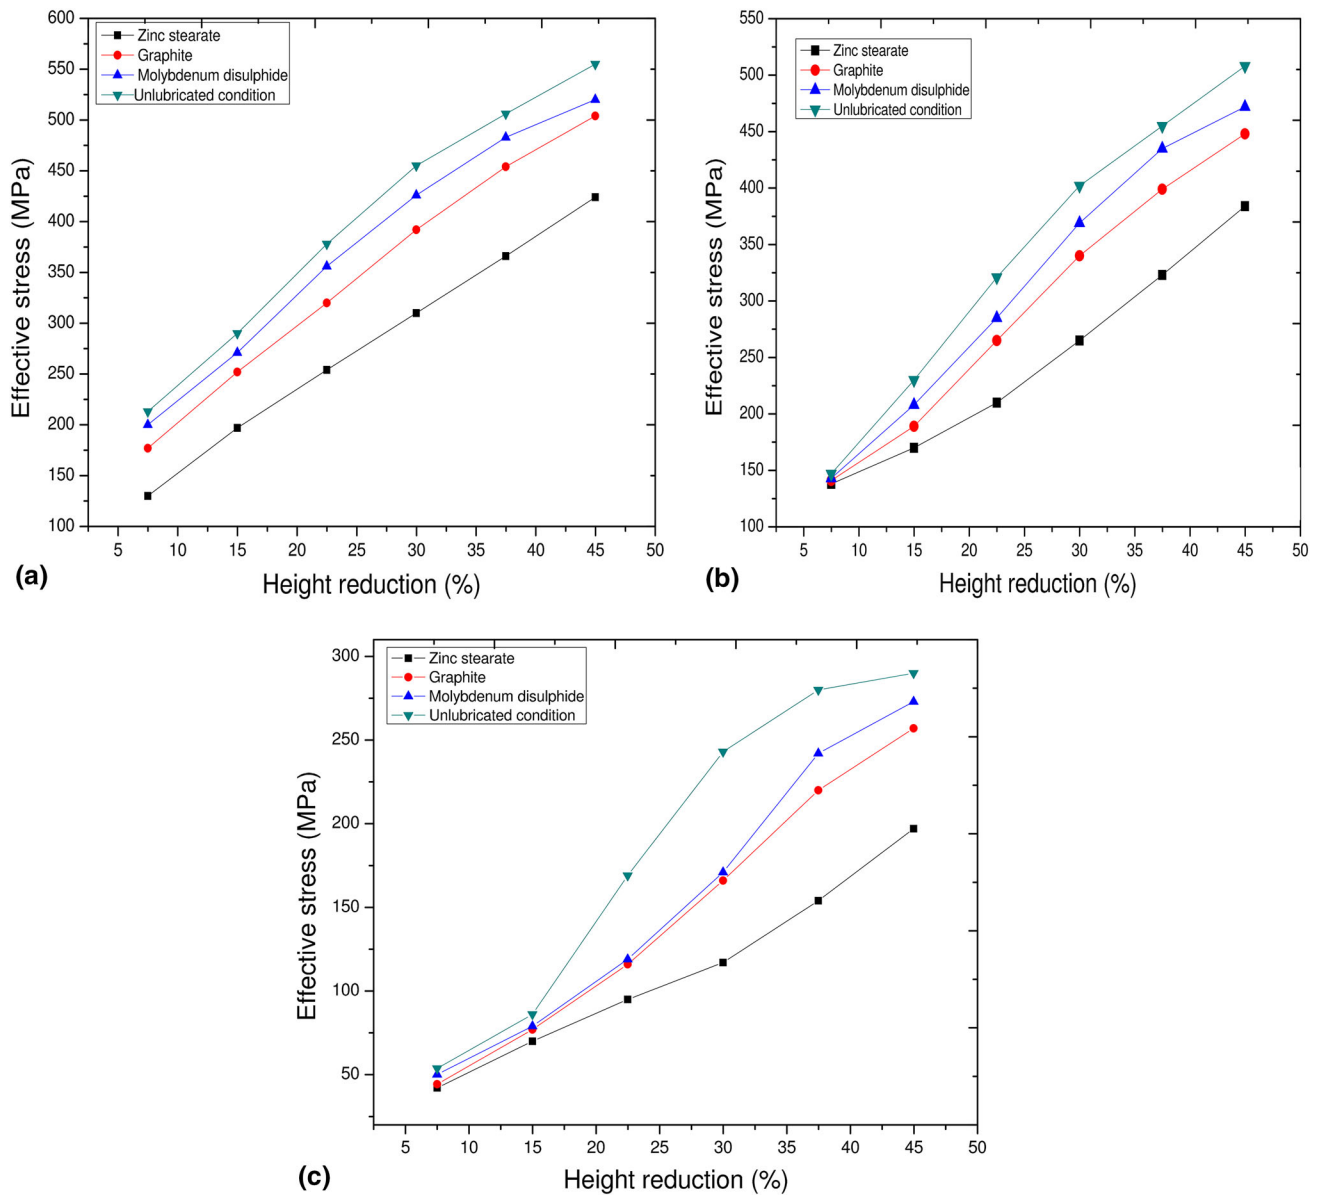 600
550
500
450
400
350
300
250
200
150
100
Effective stress (MPa)
Zinc stearate
Graphite
Molybdenum disulphide
Unlubricated condition
5 10 15 20 25 30 35 40 45 50
Height reduction (%)
(a)
550
500
450
400
350
300
250
200
150
100
Effective stress (MPa)
Zinc stearate
Graphite
Molybdenum disulphide
Unlubricated condition
5 10 15 20 25 30 35 40 45 50
Height reduction (%)
(b)
300
250
200
150
100
50
Effective stress (MPa)
Zinc stearate
Graphite
Molybdenum disulphide
Unlubricated condition
5 10 15 20 25 30 35 40 45 50
Height reduction (%)
(c)